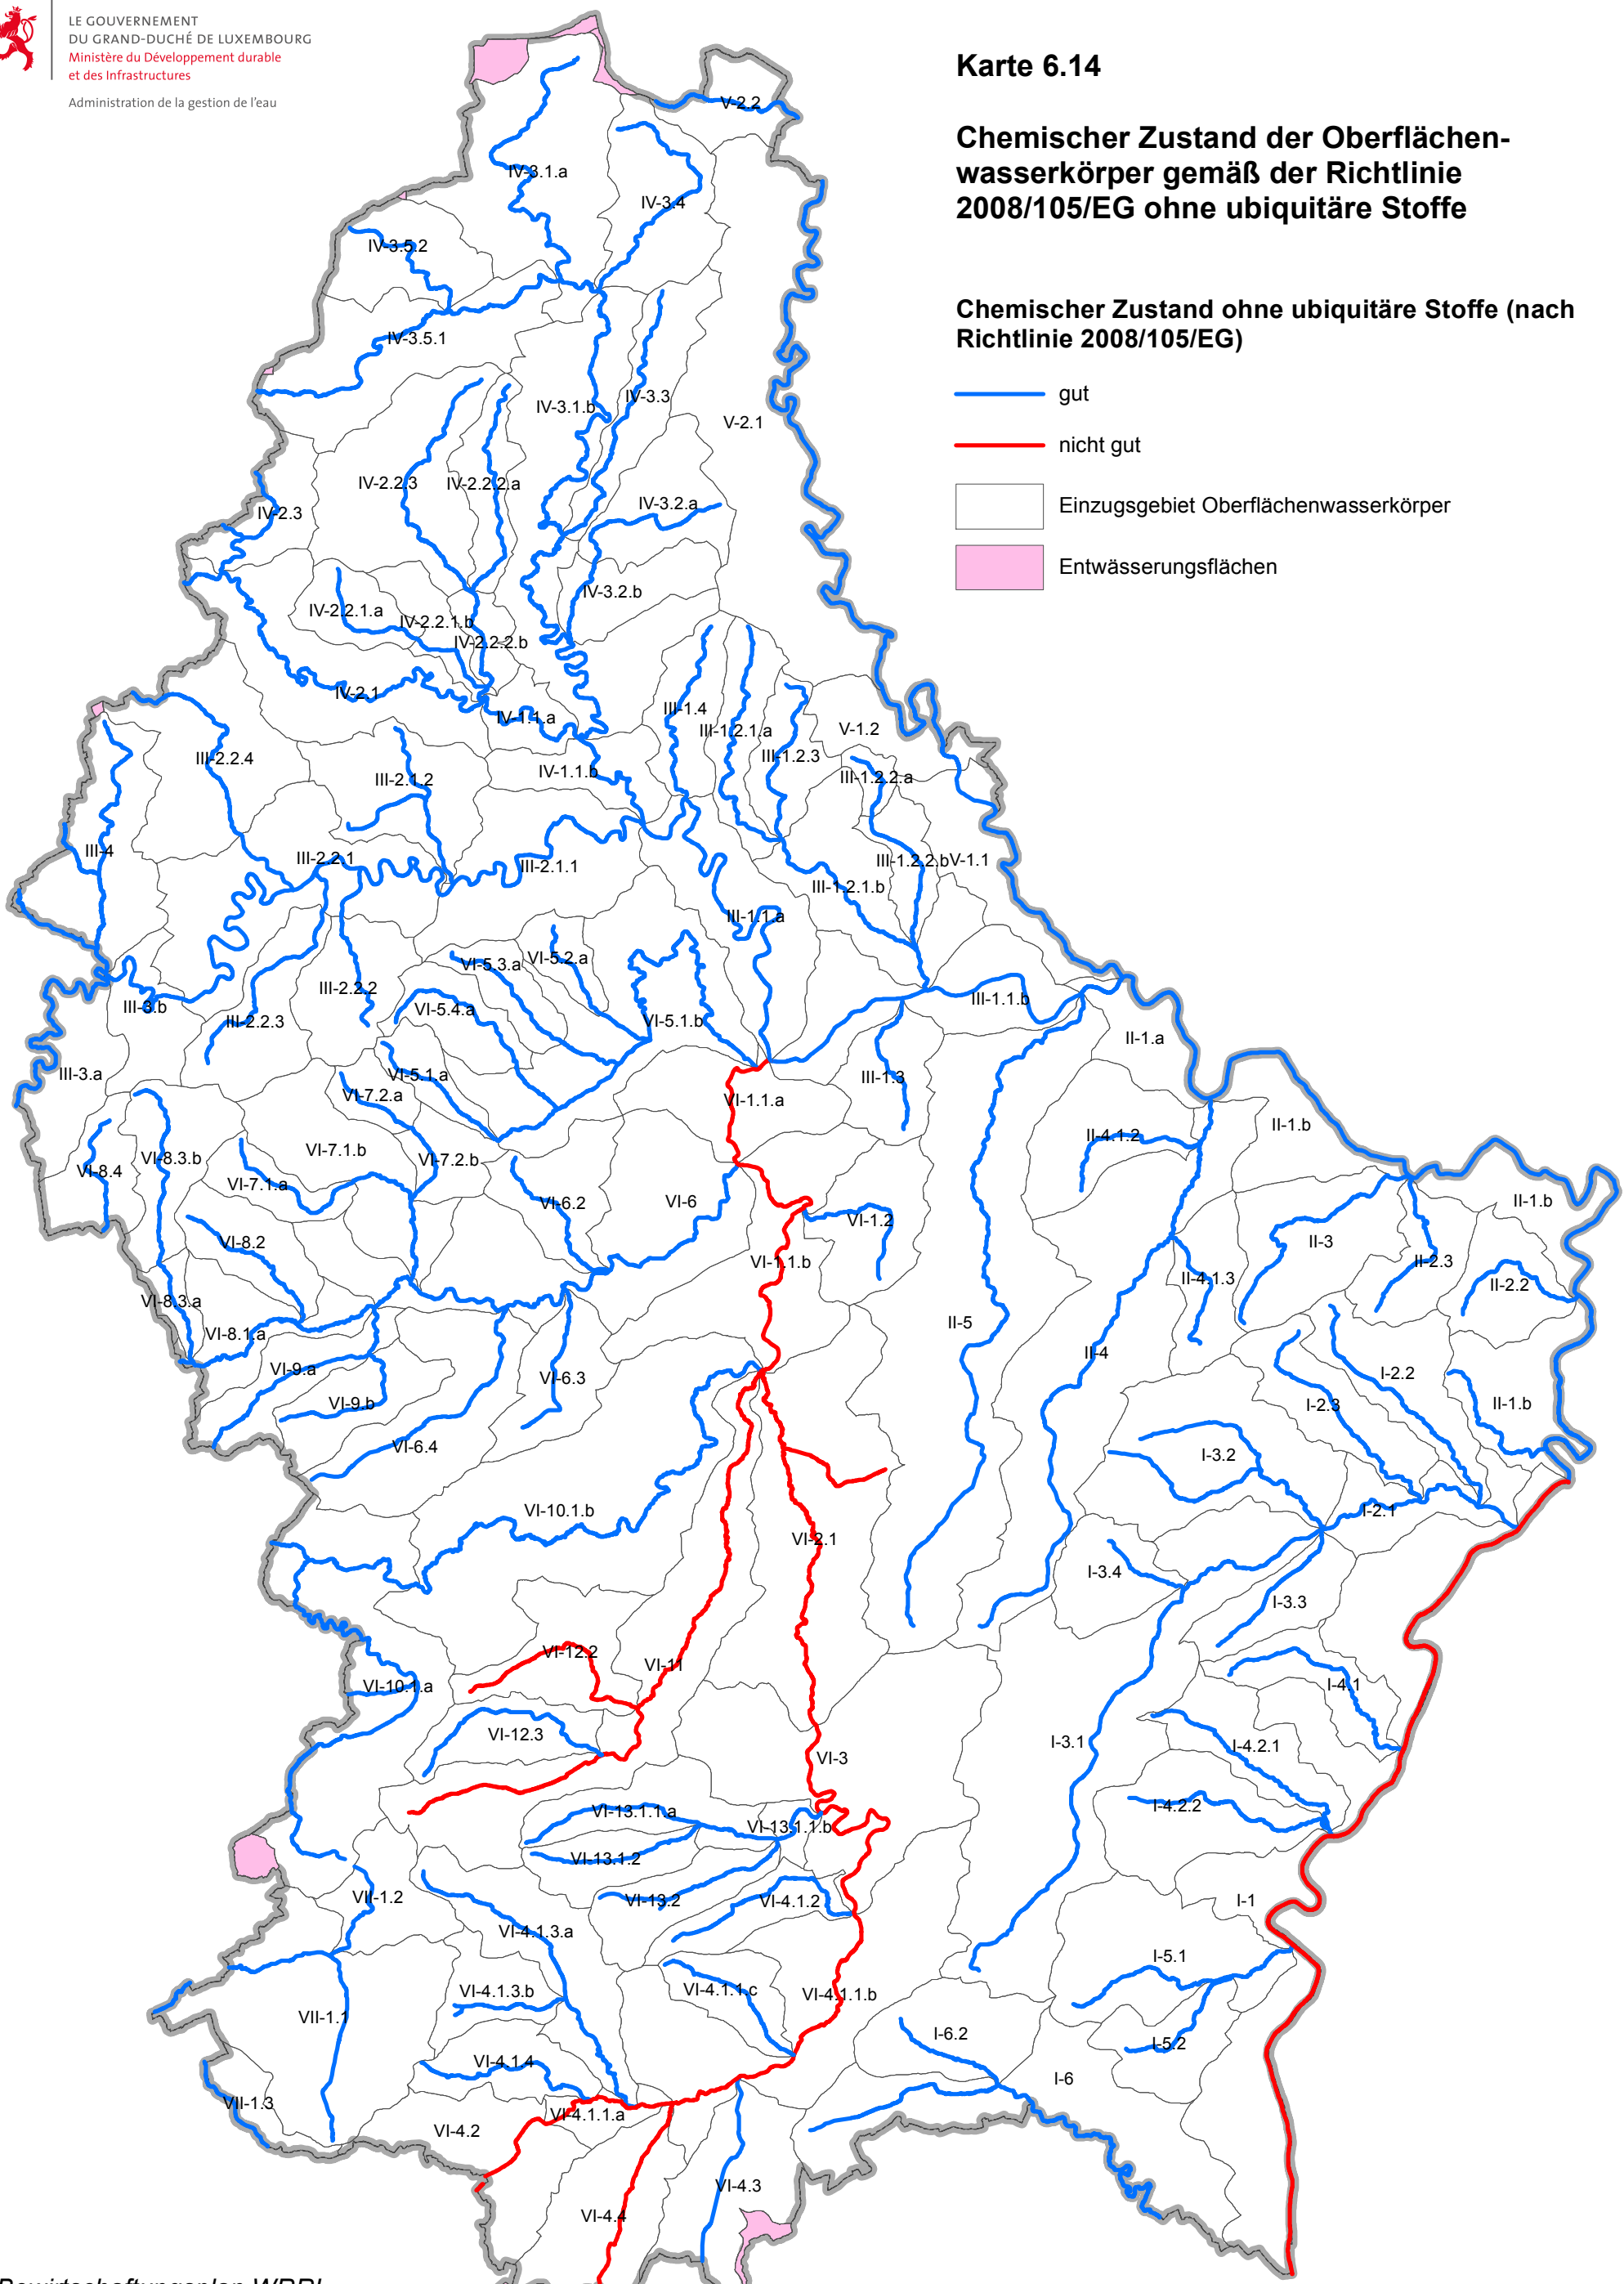 LE GOUVERNEMENT
DU GRAND-DUCHÉ DE LUXEMBOURG
Ministère du Développement durable
et des Infrastructures
Administration de la gestion de l'eau
Karte 6.14
Chemischer Zustand der Oberflächen-
wasserkörper gemäß der Richtlinie
2008/105/EG ohne ubiquitäre Stoffe
Chemischer Zustand ohne ubiquitäre Stoffe (nach
Richtlinie 2008/105/EG)
gut
nicht gut
Einzugsgebiet Oberflächenwasserkörper
Entwässerungsflächen
V-2.2
IV-3.1.a
IV-3.4
IV-3.5.2
IV-3.5.1
IV-3.1.b
IV-3.3
V-2.1
IV-2.2.3
IV-2.2.2.a
IV-3.2.a
IV-2.3
IV-3.2.b
IV-2.2.1.a
IV-2.2.1.b
IV-2.2.2.b
IV-2.1
IV-1.1.a
III-1.4
III-1.2.1.a
V-1.2
III-2.2.4
III-1.2.3
IV-1.1.b
III-2.1.2
III-1.2.2.a
III-4
III-2.2.1
III-2.1.1
III-1.2.2.b
V-1.1
III-1.2.1.b
III-1.1.a
VI-5.3.a
VI-5.2.a
III-2.2.2
III-1.1.b
III-3.b
VI-5.4.a
III-2.2.3
VI-5.1.b
II-1.a
III-3.a
VI-5.1.a
III-1.3
VI-7.2.a
VI-1.1.a
II-1.b
II-4.1.2
VI-7.1.b
VI-8.3.b
VI-7.2.b
VI-8.4
VI-7.1.a
VI-6.2
VI-6
II-1.b
VI-1.2
VI-8.2
II-3
VI-1.1.b
II-2.3
II-4.1.3
II-2.2
VI-8.3.a
II-5
VI-8.1.a
II-4
VI-9.a
VI-6.3
I-2.2
VI-9.b
I-2.3
II-1.b
VI-6.4
I-3.2
VI-10.1.b
I-2.1
VI-2.1
I-3.4
I-3.3
VI-12.2
VI-11
VI-10.1.a
I-4.1
VI-12.3
I-3.1
I-4.2.1
VI-3
I-4.2.2
VI-13.1.1.a
VI-13.1.1.b
VI-13.1.2
VII-1.2
VI-13.2
VI-4.1.2
I-1
VI-4.1.3.a
I-5.1
VI-4.1.3.b
VI-4.1.1.c
VI-4.1.1.b
VII-1.1
I-6.2
I-5.2
VI-4.1.4
I-6
VII-1.3
VI-4.1.1.a
VI-4.2
VI-4.3
VI-4.4